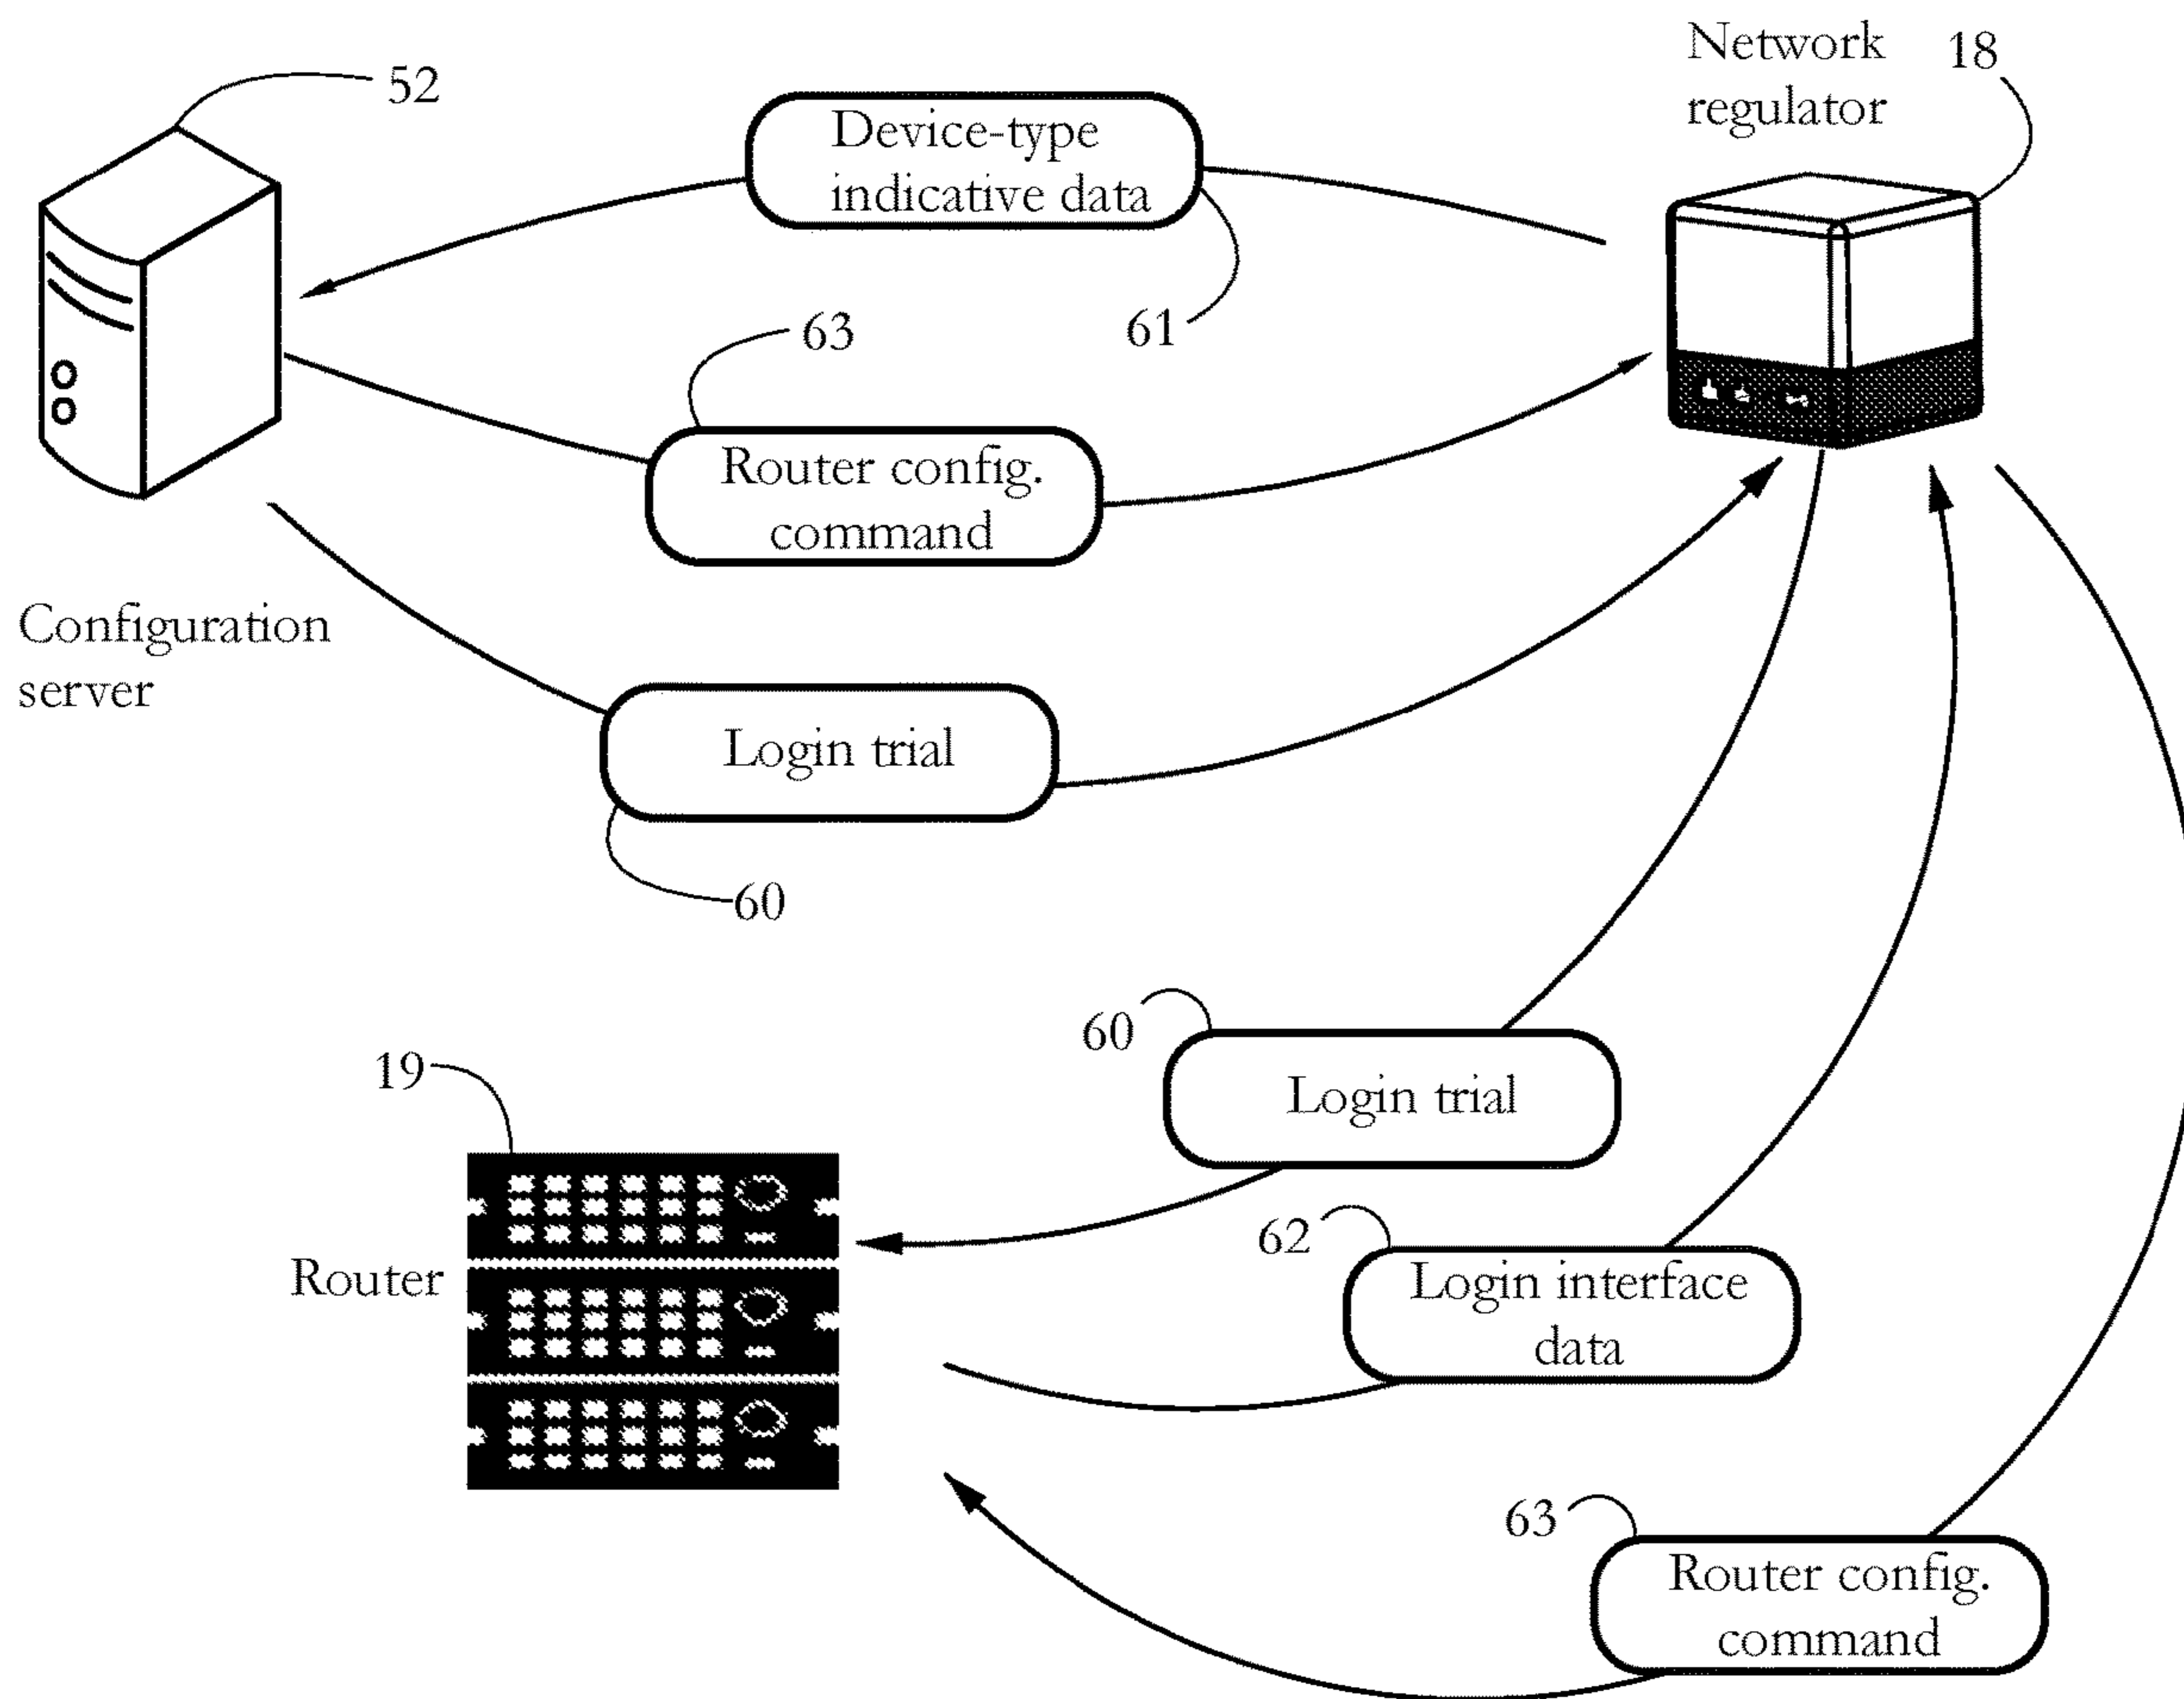 Network
regulator
18
52
Device-type
indicative data
61
63
Router config.
command
Configuration
server
Login trial
60
60
Login trial
19
Router
62
Login interface
data
63
Router config.
command